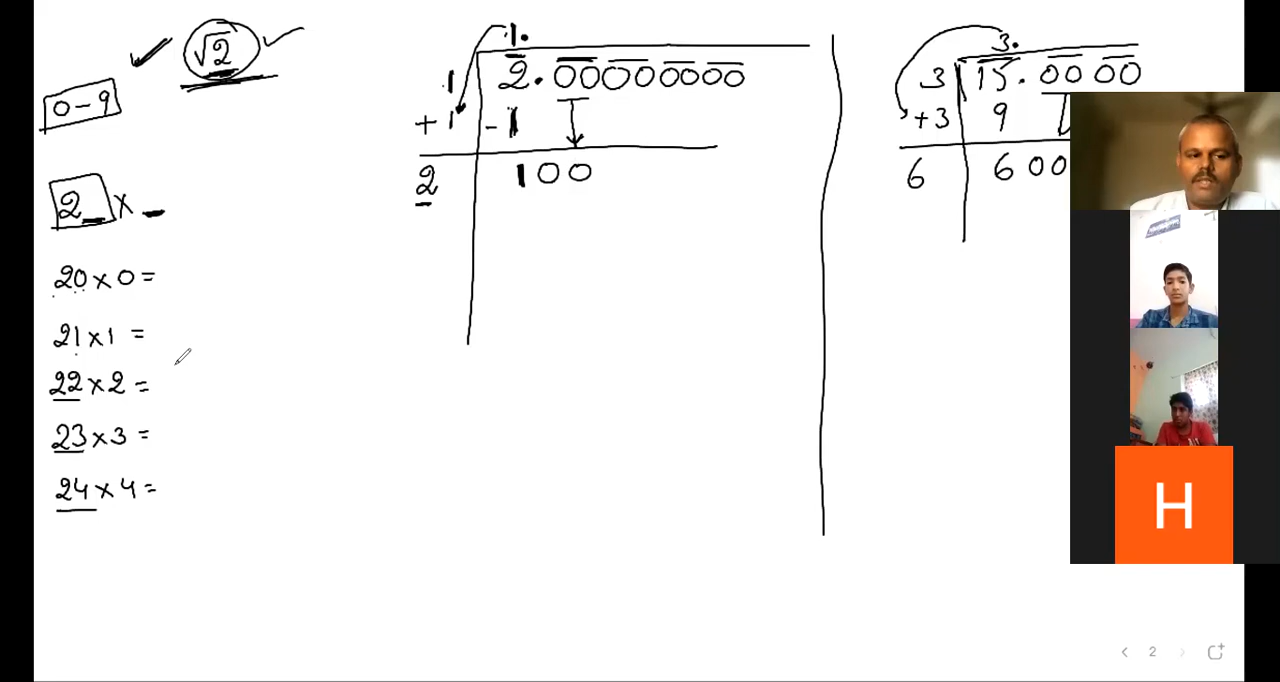 √2
0-9
2_ x _
20 x 0 =
21 x 1 =
22 x 2 =
23 x 3 =
24 x 4 =
1.
1 2.00000000
+1 -1
2 100
3.
3 15.0000
+3 9
6 600
H
2